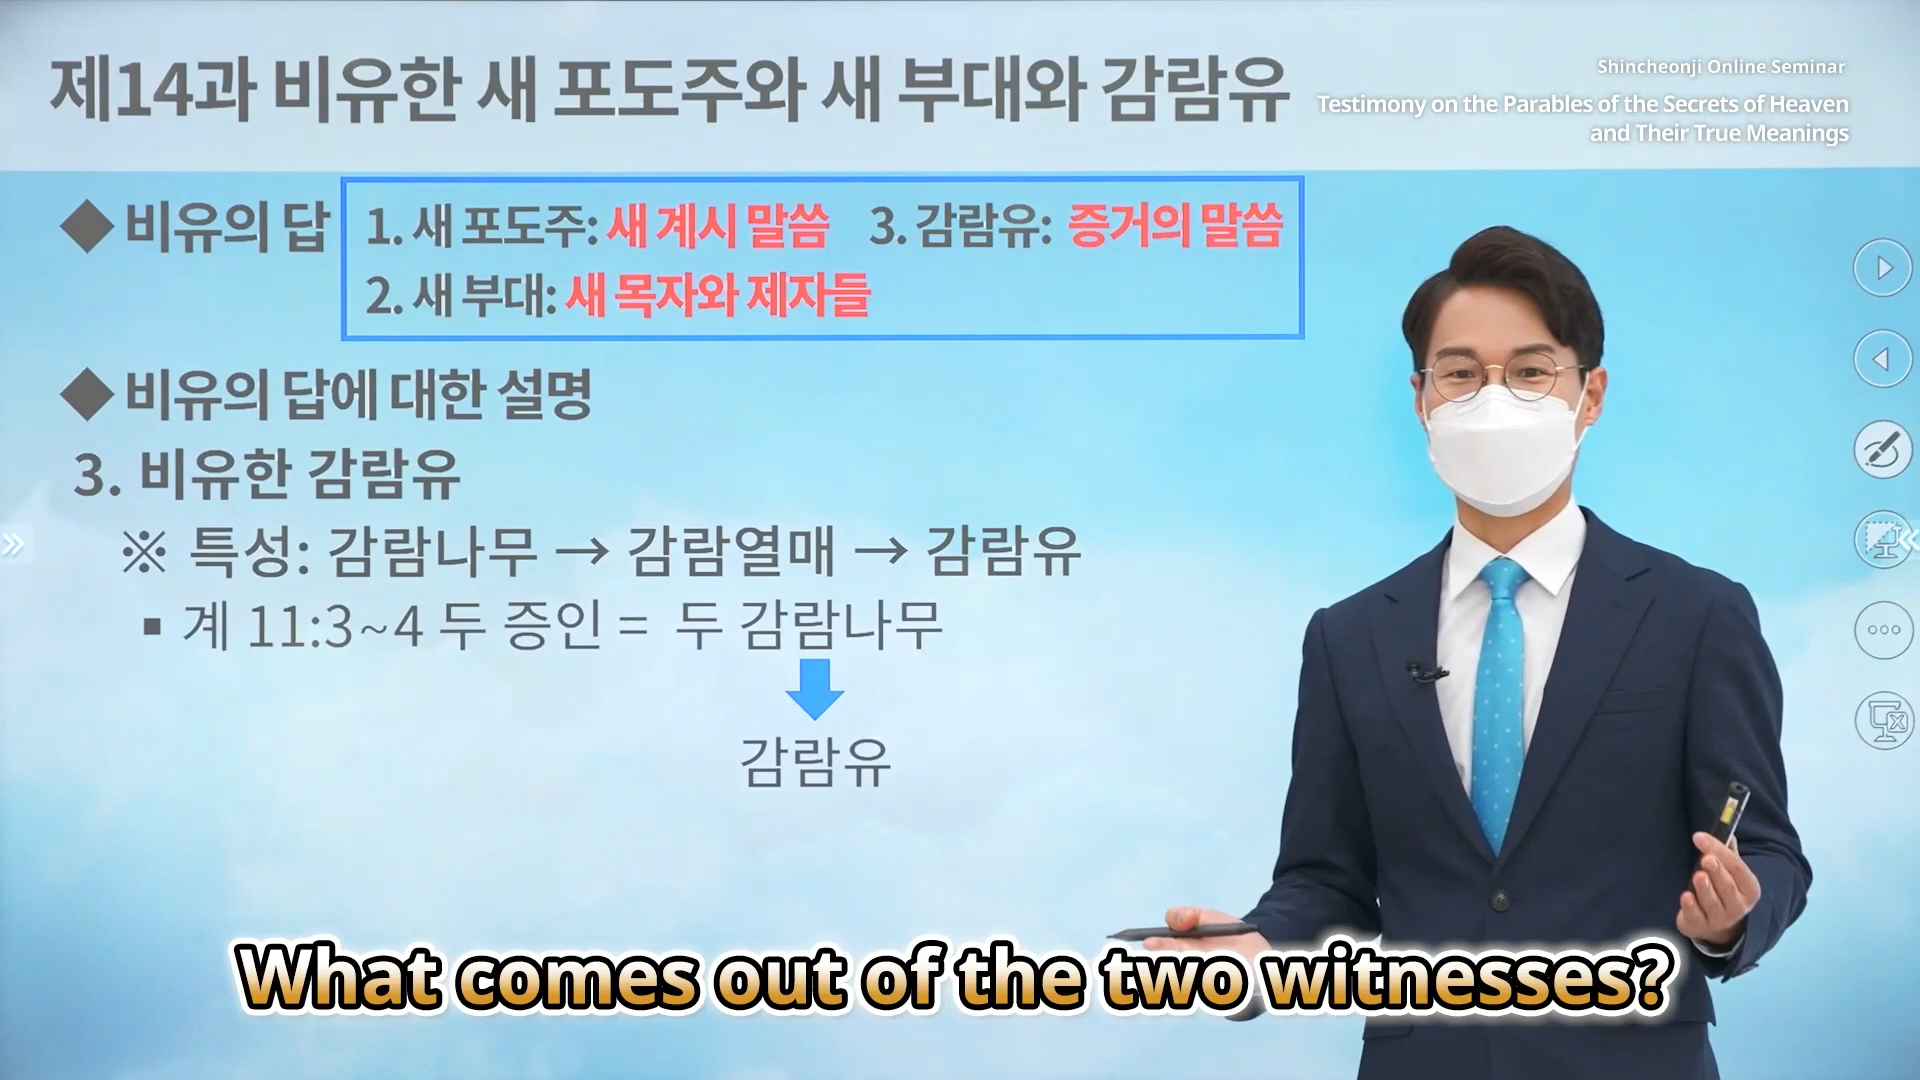 제14과 비유한 새 포도주와 새 부대와 감람유
Shincheonji Online Seminar
Testimony on the Parables of the Secrets of Heaven
and Their True Meanings
◆비유의 답
1. 새 포도주: 새 계시 말씀 3. 감람유: 증거의 말씀
2. 새 부대: 새 목자와 제자들
◆비유의 답에 대한 설명
3. 비유한 감람유
※ 특성: 감람나무 → 감람열매 → 감람유
▪ 계 11:3~4 두 증인 = 두 감람나무
감람유
What comes out of the two witnesses?